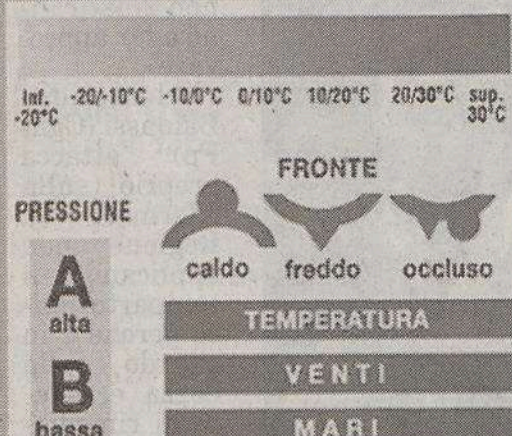 inf. -20/-10°C -10/0°C 0/10°C 10/20°C 20/30°C sup.
-20°C 30°C
FRONTE
PRESSIONE
caldo freddo occluso
A
alta
TEMPERATURA
VENTI
B
bassa
MARI